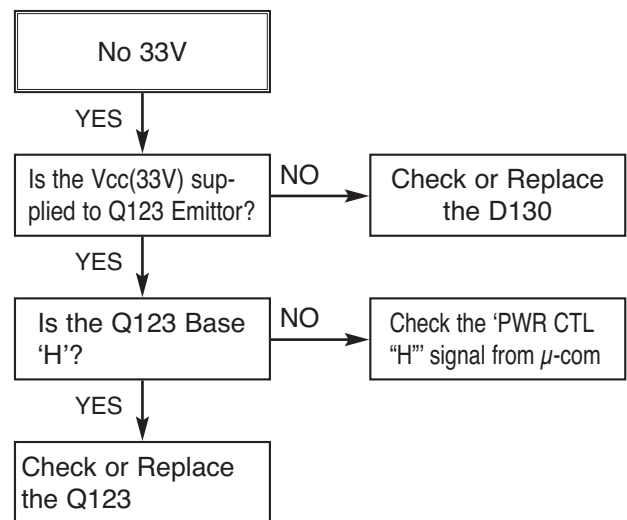 No 33V
YES
Is the Vcc(33V) sup-
plied to Q123 Emittor?
NO
Check or Replace
the D130
YES
Is the Q123 Base
‘H’?
NO
Check the ‘PWR CTL
“H”’ signal from µ-com
YES
Check or Replace
the Q123